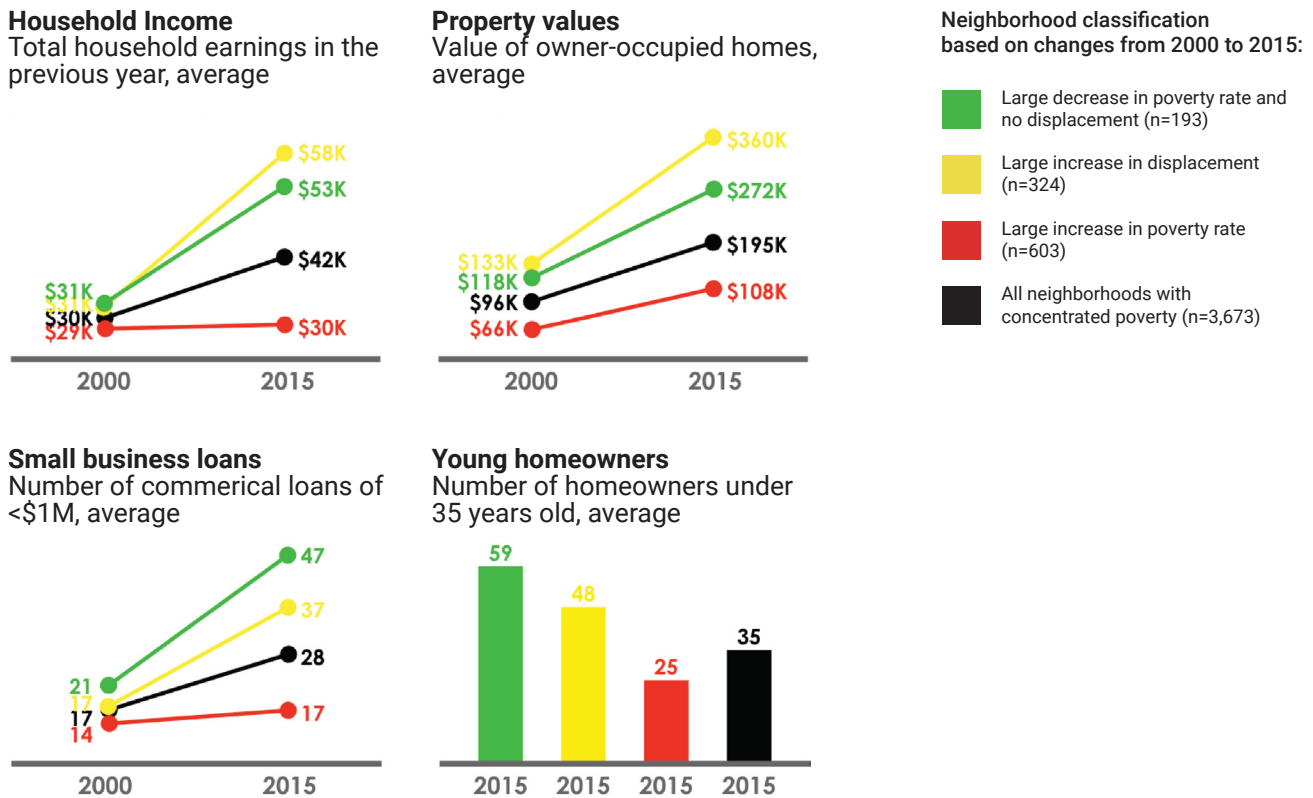 Household Income
Total household earnings in the
previous year, average
$58K
$53K
$42K
$31K
$31K
$30K
$29K
$30K
2000
2015
Property values
Value of owner-occupied homes,
average
$360K
$272K
$195K
$133K
$118K
$96K
$108K
$66K
2000
2015
Neighborhood classification
based on changes from 2000 to 2015:
Large decrease in poverty rate and
no displacement (n=193)
Large increase in displacement
(n=324)
Large increase in poverty rate
(n=603)
All neighborhoods with
concentrated poverty (n=3,673)
Small business loans
Number of commerical loans of
<$1M, average
47
37
28
21
17
17
14
17
2000
2015
Young homeowners
Number of homeowners under
35 years old, average
59
48
25
35
2015
2015
2015
2015